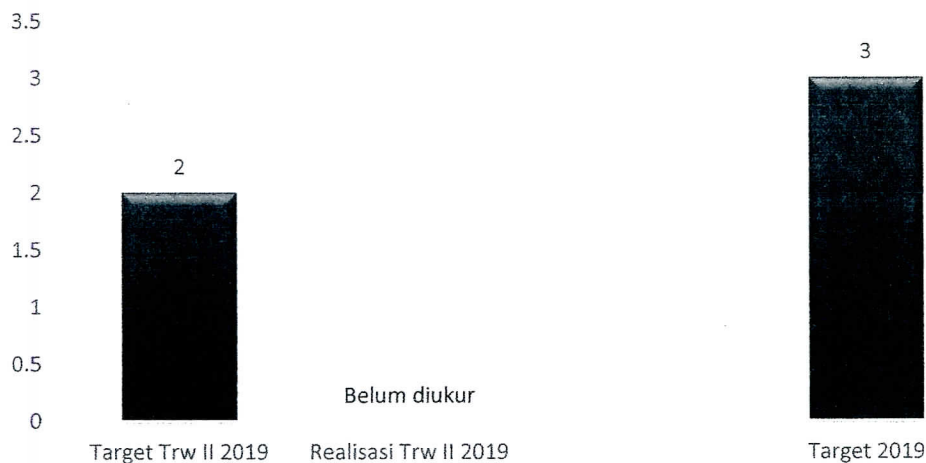 3.5
3
3
2.5
2
2
1.5
1
0.5
Belum diukur
0
Target Trw II 2019
Realisasi Trw II 2019
Target 2019